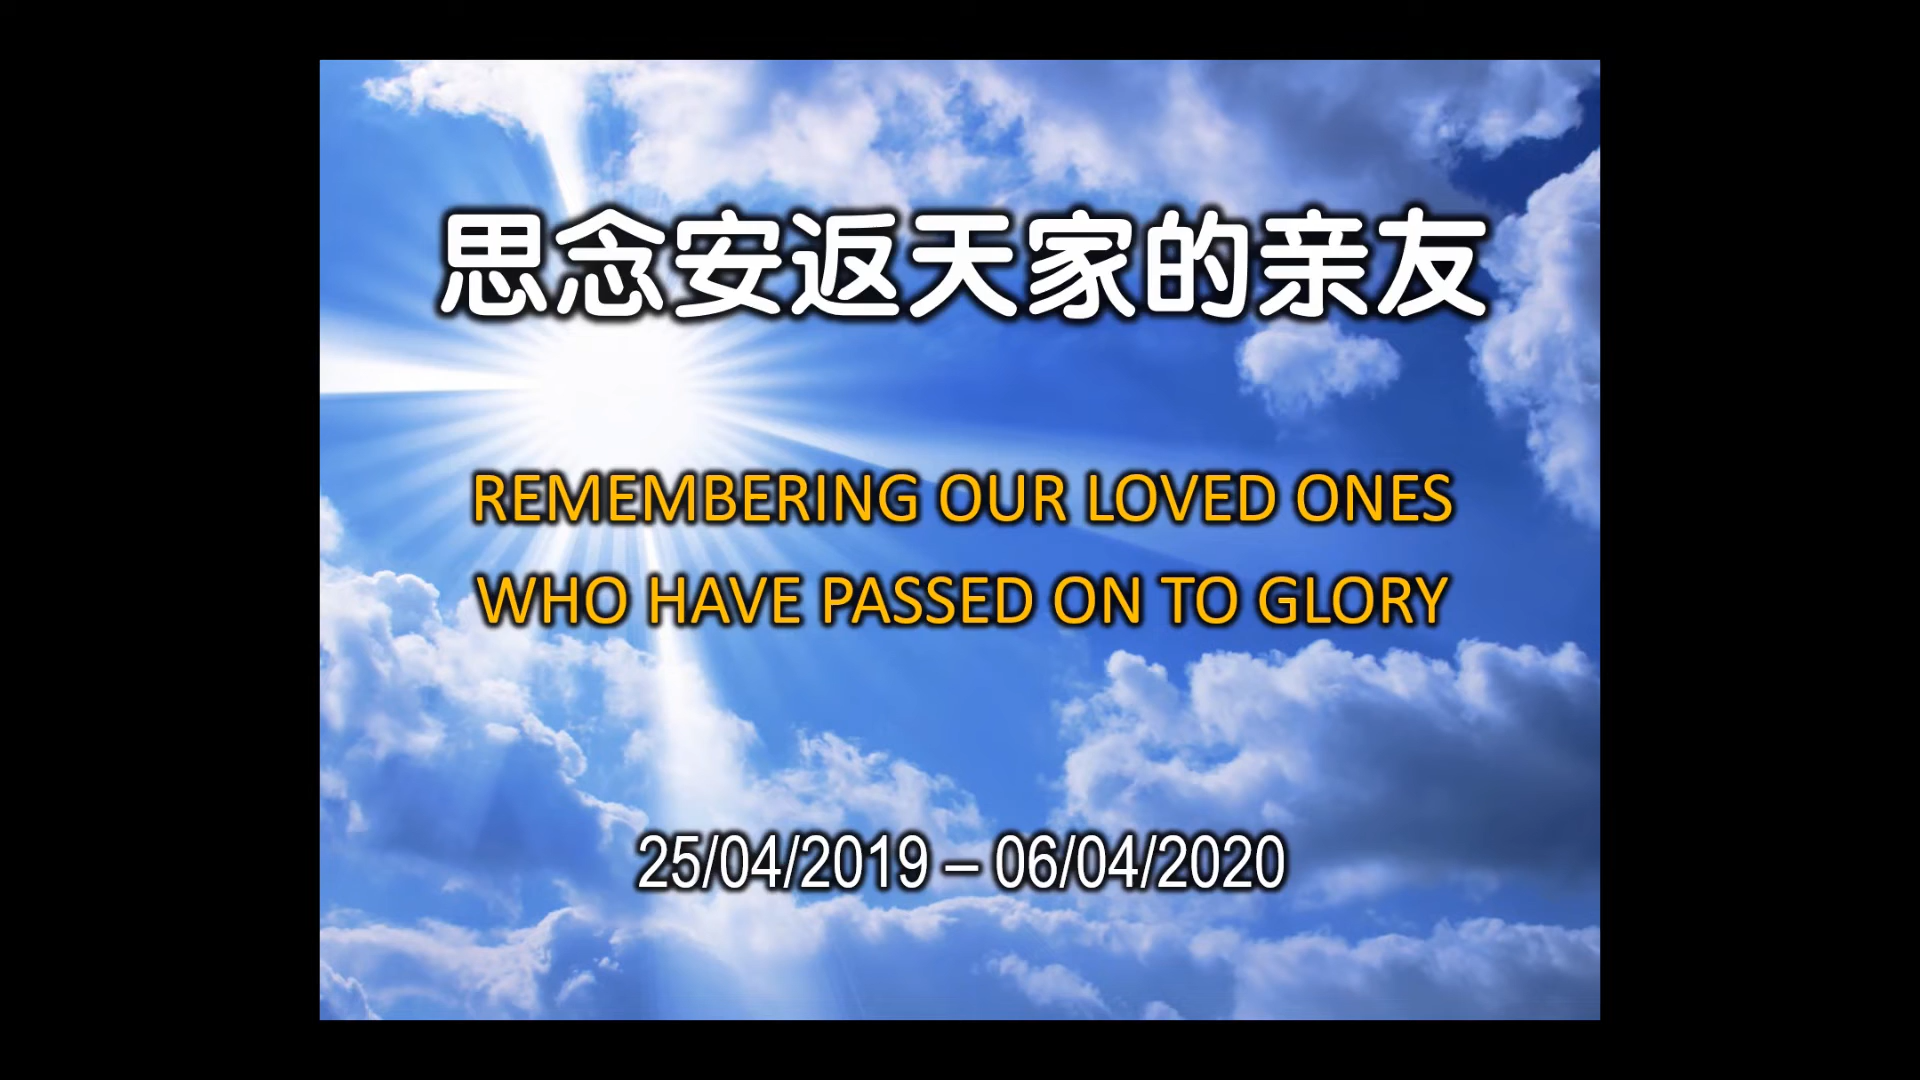 思念安返天家的亲友
REMEMBERING OUR LOVED ONES
WHO HAVE PASSED ON TO GLORY
25/04/2019 – 06/04/2020